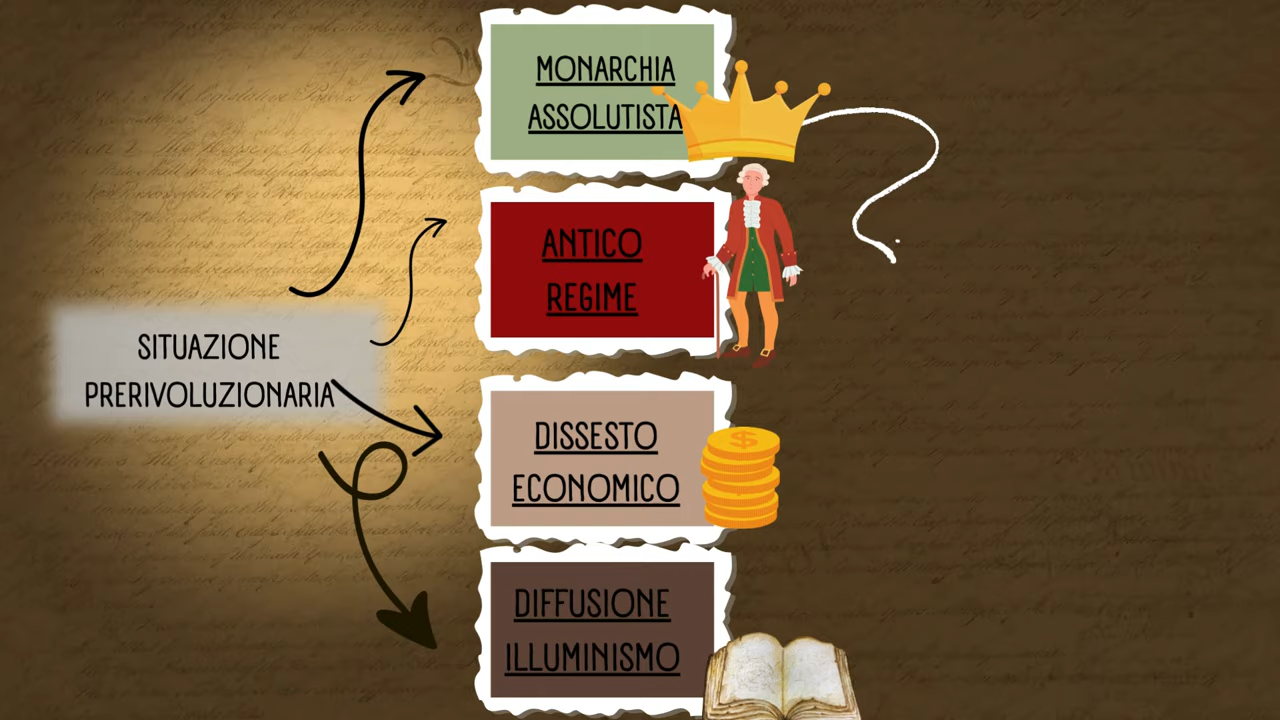 MONARCHIA
ASSOLUTISTA
ANTICO
REGIME
SITUAZIONE
PRERIVOLUZIONARIA
DISSESTO
ECONOMICO
DIFFUSIONE
ILLUMINISMO